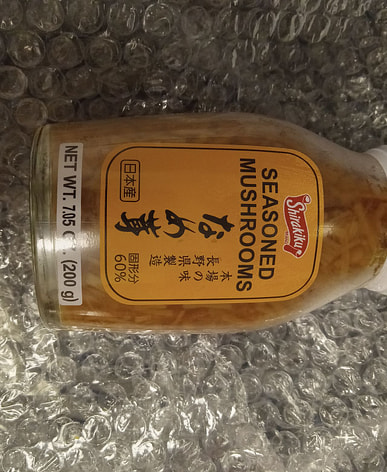 Shirakiku
SEASONED
MUSHROOMS
なめ茸
日本産
本場の味
長野県製造
固形分
60%
NET WT. 7.05 (200 g)